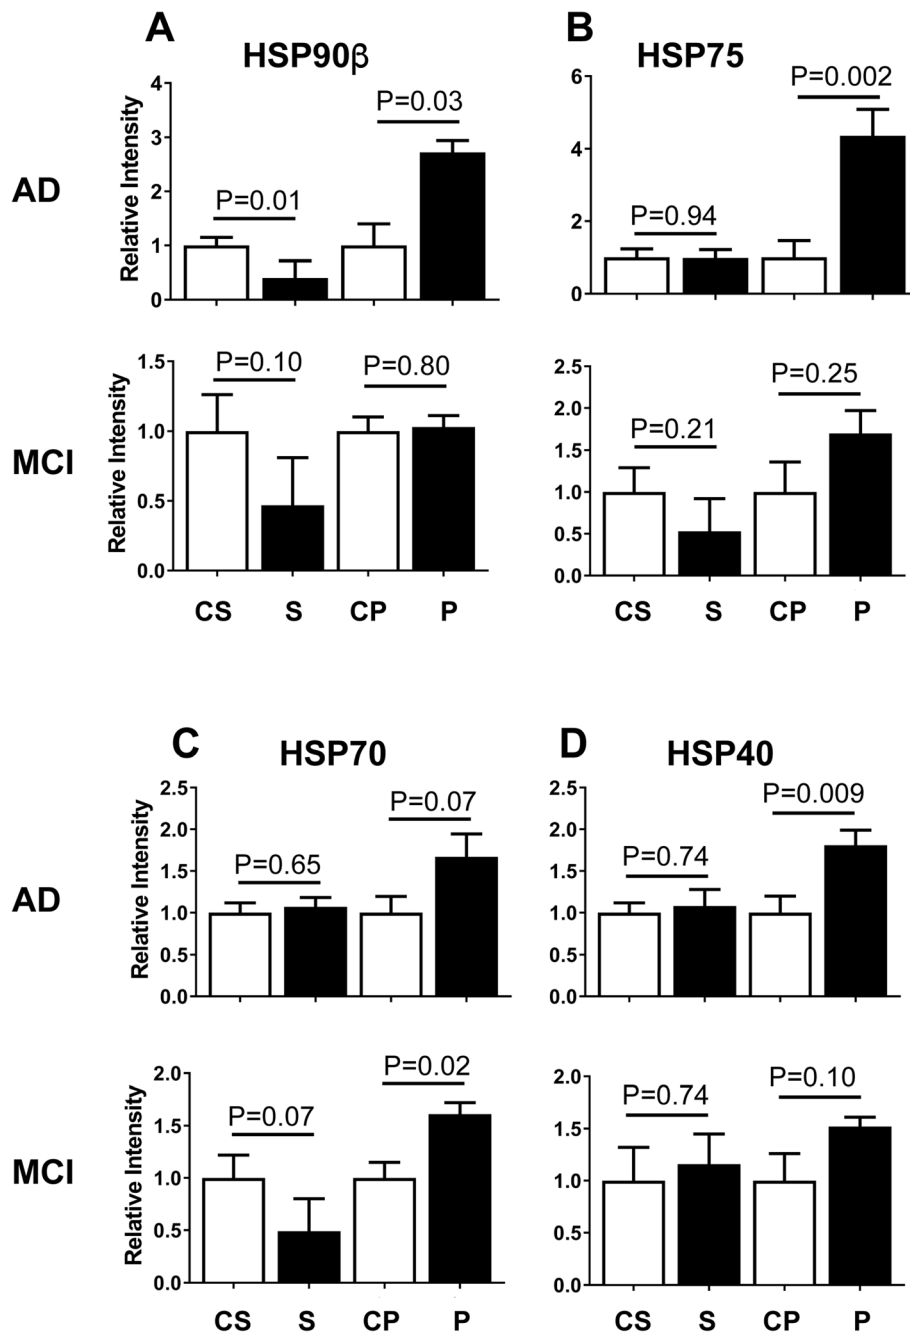 A
B
HSP90β
HSP75
AD
Relative Intensity
4
3
2
1
0
P=0.01
P=0.03
6
4
2
0
P=0.94
P=0.002
MCI
Relative Intensity
1.5
1.0
0.5
0.0
P=0.10
P=0.80
CS S CP P
2.5
2.0
1.5
1.0
0.5
0.0
P=0.21
P=0.25
CS S CP P
C
D
HSP70
HSP40
AD
Relative Intensity
2.5
2.0
1.5
1.0
0.5
0.0
P=0.65
P=0.07
2.5
2.0
1.5
1.0
0.5
0.0
P=0.74
P=0.009
MCI
Relative Intensity
2.0
1.5
1.0
0.5
0.0
P=0.07
P=0.02
CS S CP P
2.0
1.5
1.0
0.5
0.0
P=0.74
P=0.10
CS S CP P